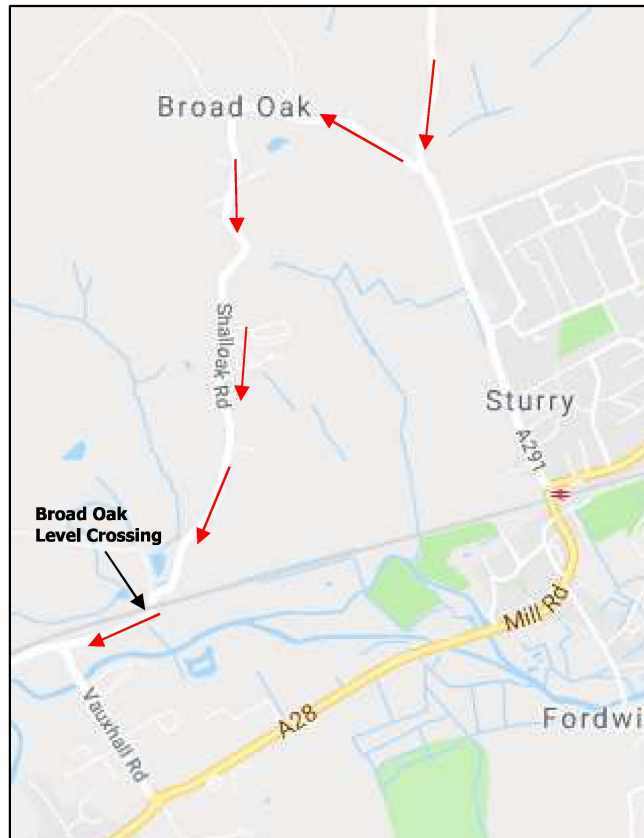 Broad Oak
Shalloak Rd
Sturry
A291
Broad Oak
Level Crossing
Mill Rd
Vauxhall Rd
A28
Fordwi